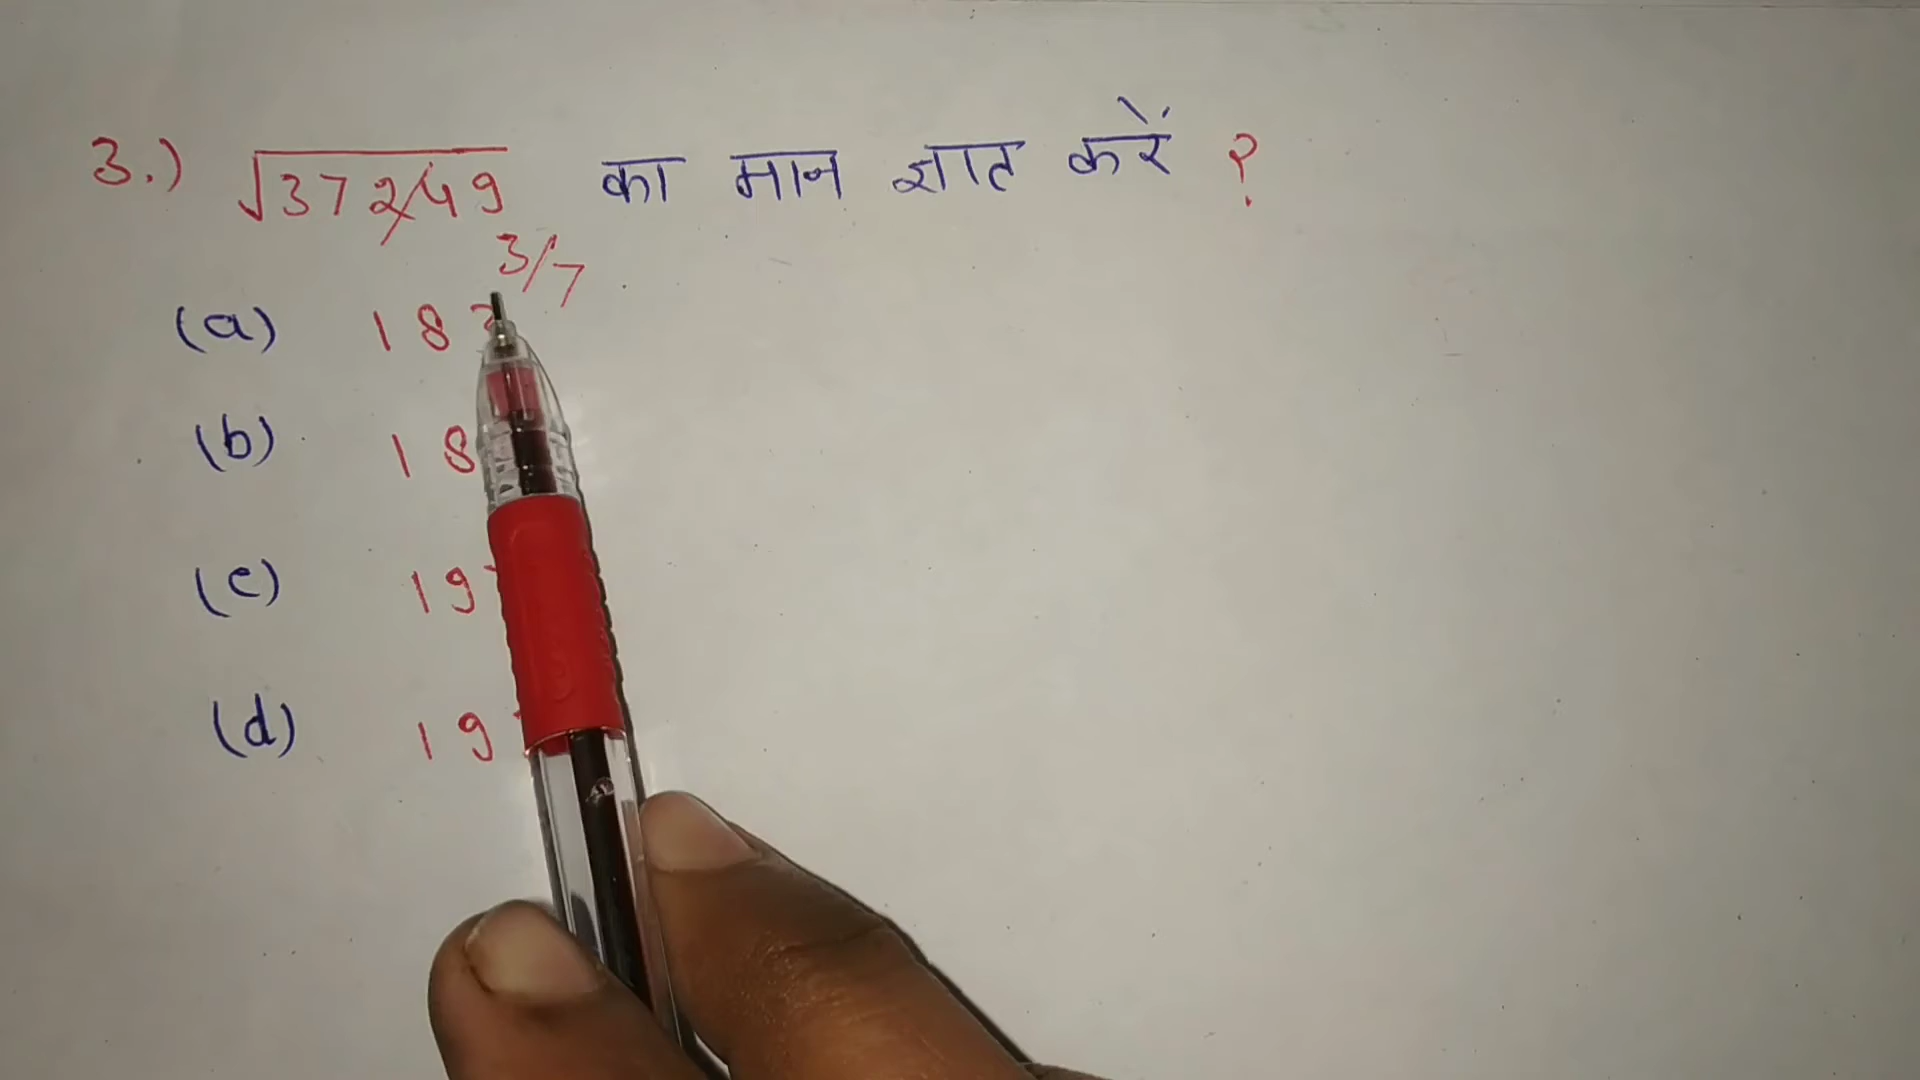 3.) √37249 का मान ज्ञात करें ?
3/7
(a) 18
(b) 18
(c) 19
(d) 19